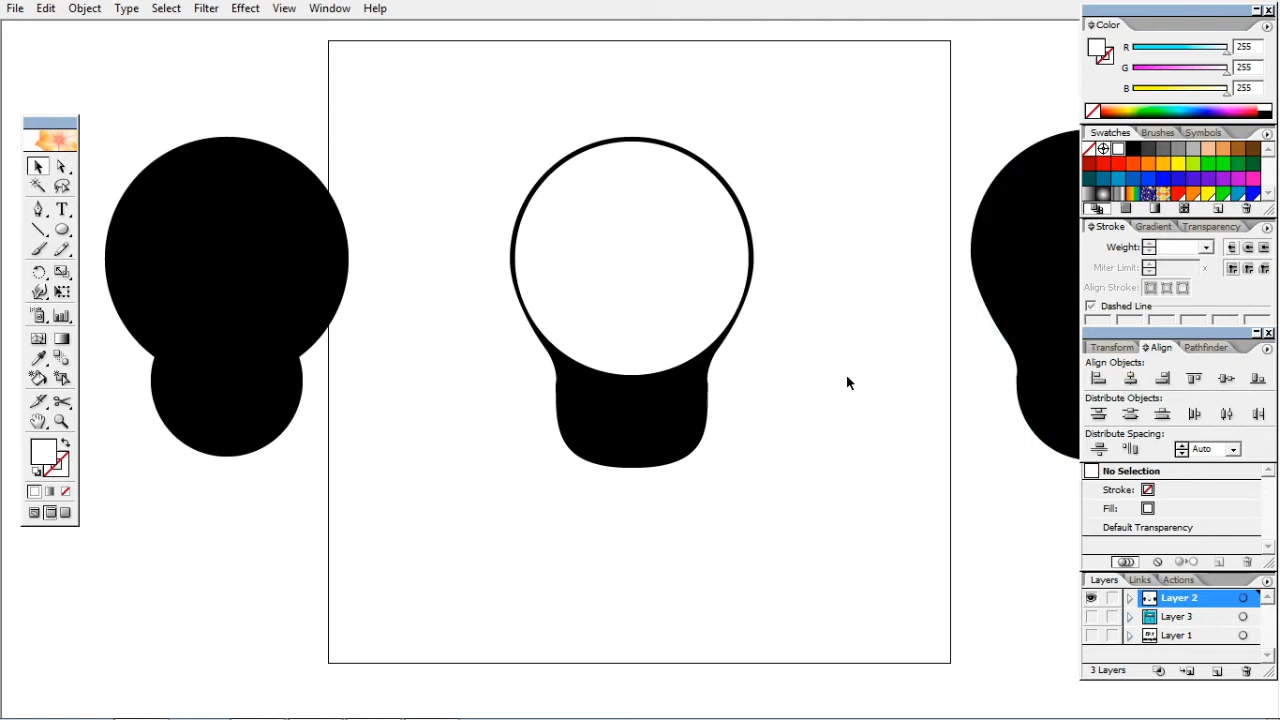 File Edit Object Type Select Filter Effect View Window Help
Color
R 255
G 255
B 255
Swatches Brushes Symbols
Stroke Gradient Transparency
Weight:
Miter Limit: x
Align Stroke:
Dashed Line
Transform Align Pathfinder
Align Objects:
Distribute Objects:
Distribute Spacing:
Auto
No Selection
Stroke:
Fill:
Default Transparency
Layers Links Actions
Layer 2
Layer 3
Layer 1
3 Layers